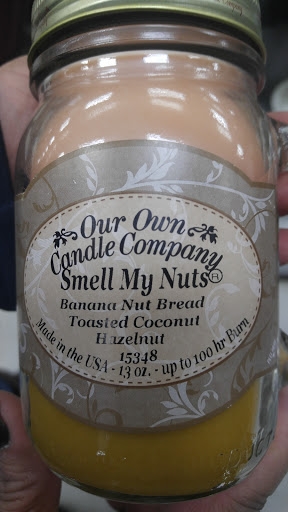 Our Own
Candle Company
Smell My Nuts®
Banana Nut Bread
Toasted Coconut
Hazelnut
15348
Made in the USA - 13 oz. - up to 100 hr Burn